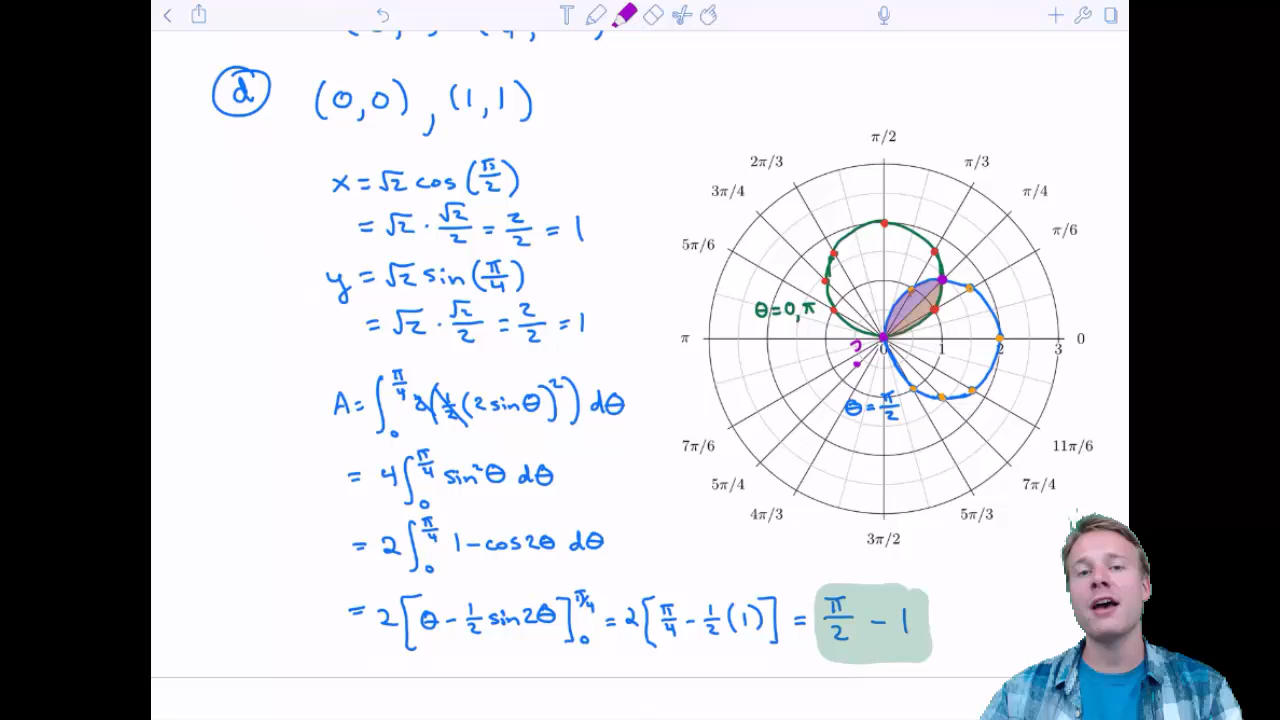 d (0,0) , (1,1)
x = √2 cos(π/2)
= √2 · √2/2 = 2/2 = 1
y = √2 sin(π/4)
= √2 · √2/2 = 2/2 = 1
A = ∫₀^(π/4) 2(1/2(2sinθ)²) dθ
= 4∫₀^(π/4) sin²θ dθ
= 2∫₀^(π/4) 1 - cos2θ dθ
= 2[θ - 1/2 sin2θ]₀^(π/4) = 2[π/4 - 1/2(1)] = π/2 - 1
π/2
2π/3 π/3
3π/4 π/4
5π/6 π/6
θ = 0, π
π 0 1 2 3 0
θ = π/2
7π/6 11π/6
5π/4 7π/4
4π/3 5π/3
3π/2